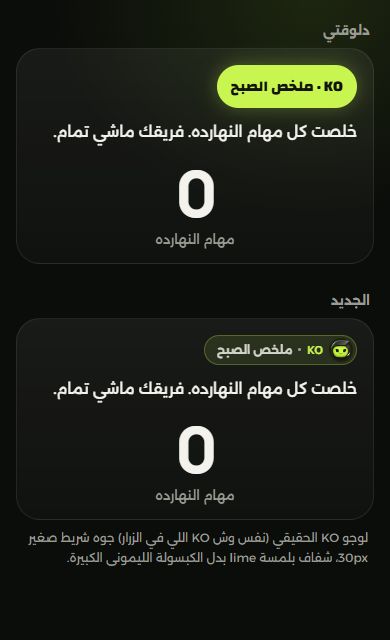 دلوقتي
KO · ملخص الصبح
خلصت كل مهام النهارده. فريقك ماشي تمام.
0
مهام النهارده
الجديد
KO · ملخص الصبح
خلصت كل مهام النهارده. فريقك ماشي تمام.
0
مهام النهارده
لوجو KO الحقيقي (نفس وش KO اللي في الزرار) جوه شريط صغير
30px، شفاف بلمسة lime بدل الكبسولة الليموني الكبيرة.